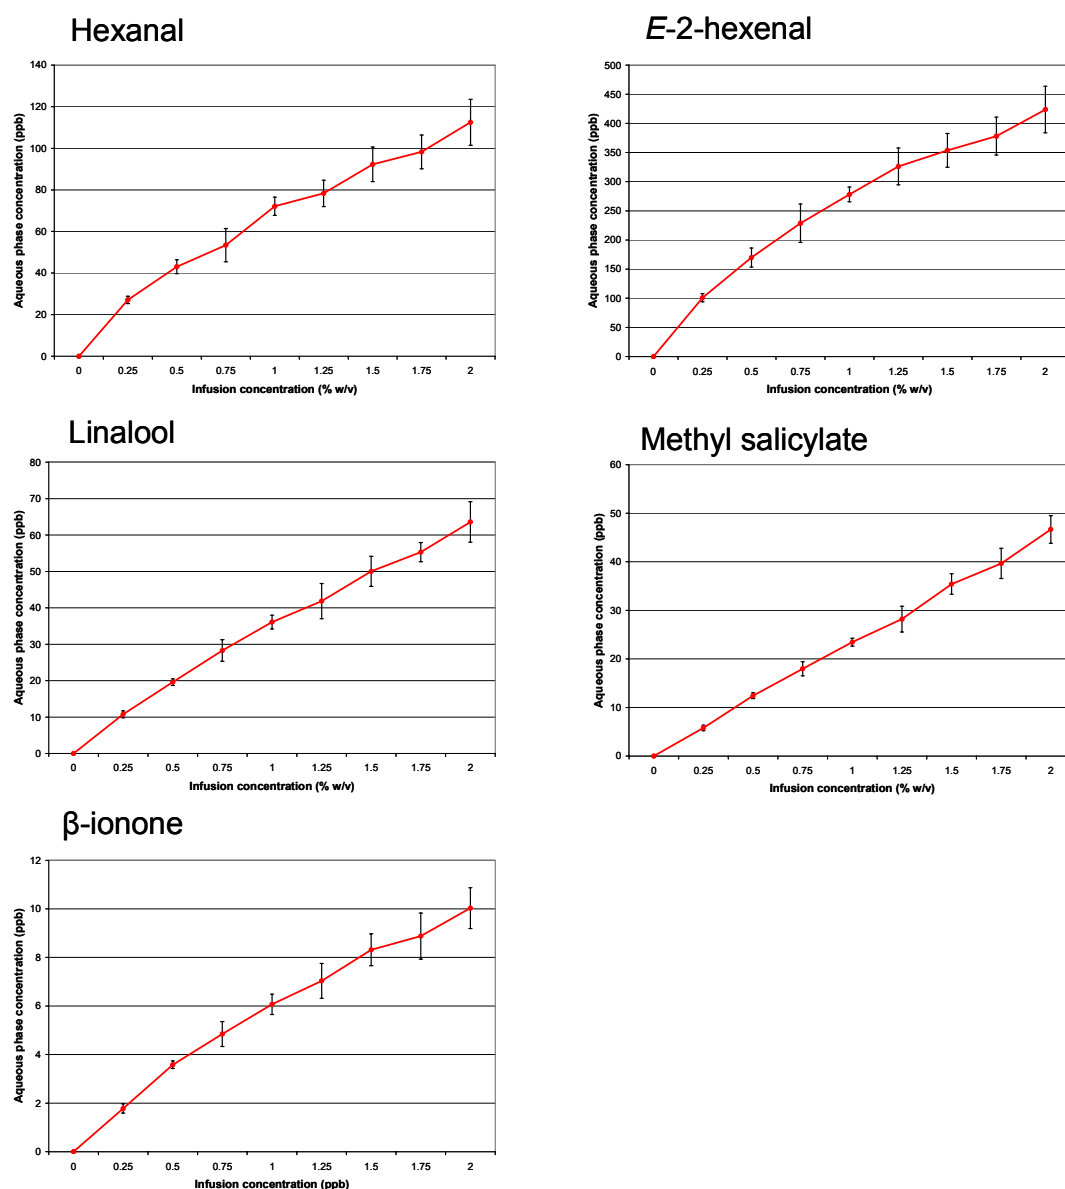 Hexanal
Aqueous phase concentration (ppb)
140
120
100
80
60
40
20
0
0 0.25 0.5 0.75 1 1.25 1.5 1.75 2
Infusion concentration (% w/v)
E-2-hexenal
Aqueous phase concentration (ppb)
500
450
400
350
300
250
200
150
100
50
0
0 0.25 0.5 0.75 1 1.25 1.5 1.75 2
Infusion concentration (% w/v)
Linalool
Aqueous phase concentration (ppb)
80
70
60
50
40
30
20
10
0
0 0.25 0.5 0.75 1 1.25 1.5 1.75 2
Infusion concentration (% w/v)
Methyl salicylate
Aqueous phase concentration (ppb)
60
50
40
30
20
10
0
0 0.25 0.5 0.75 1 1.25 1.5 1.75 2
Infusion concentration (% w/v)
β-ionone
Aqueous phase concentration (ppb)
12
10
8
6
4
2
0
0 0.25 0.5 0.75 1 1.25 1.5 1.75 2
Infusion concentration (ppb)